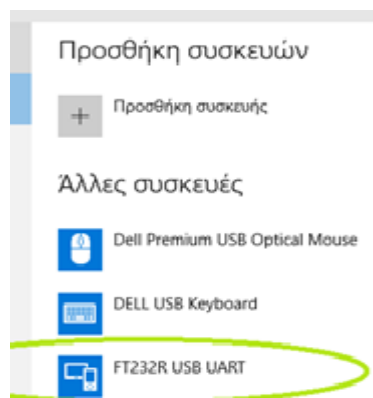 Προσθήκη συσκευών
Προσθήκη συσκευής
Άλλες συσκευές
Dell Premium USB Optical Mouse
DELL USB Keyboard
FT232R USB UART